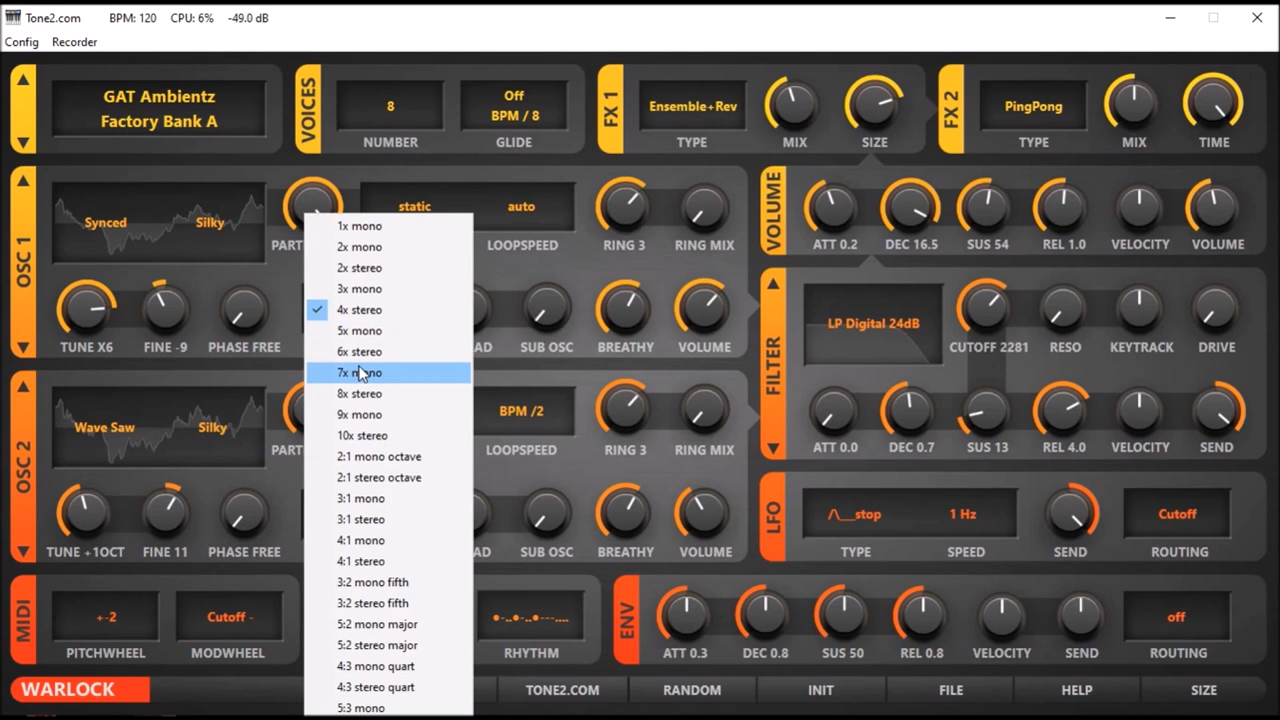 Tone2.com BPM: 120 CPU: 6% -49.0 dB
Config Recorder
GAT Ambientz
Factory Bank A
VOICES
8
NUMBER
Off
BPM / 8
GLIDE
FX 1
Ensemble+Rev
TYPE
MIX
SIZE
FX 2
PingPong
TYPE
MIX
TIME
OSC 1
Synced Silky
PART
static auto
LOOPSPEED
RING 3
RING MIX
TUNE X6
FINE -9
PHASE FREE
AD
SUB OSC
BREATHY
VOLUME
VOLUME
ATT 0.2
DEC 16.5
SUS 54
REL 1.0
VELOCITY
VOLUME
1x mono
2x mono
2x stereo
3x mono
4x stereo
5x mono
6x stereo
7x mono
8x stereo
9x mono
10x stereo
2:1 mono octave
2:1 stereo octave
3:1 mono
3:1 stereo
4:1 mono
4:1 stereo
3:2 mono fifth
3:2 stereo fifth
5:2 mono major
5:2 stereo major
4:3 mono quart
4:3 stereo quart
5:3 mono
FILTER
LP Digital 24dB
CUTOFF 2281
RESO
KEYTRACK
DRIVE
ATT 0.0
DEC 0.7
SUS 13
REL 4.0
VELOCITY
SEND
OSC 2
Wave Saw Silky
PART
BPM /2
LOOPSPEED
RING 3
RING MIX
TUNE +1OCT
FINE 11
PHASE FREE
AD
SUB OSC
BREATHY
VOLUME
LFO
stop 1 Hz
TYPE
SPEED
SEND
Cutoff
ROUTING
MIDI
+-2
PITCHWHEEL
Cutoff -
MODWHEEL
RHYTHM
ENV
ATT 0.3
DEC 0.8
SUS 50
REL 0.8
VELOCITY
SEND
off
ROUTING
WARLOCK
TONE2.COM
RANDOM
INIT
FILE
HELP
SIZE